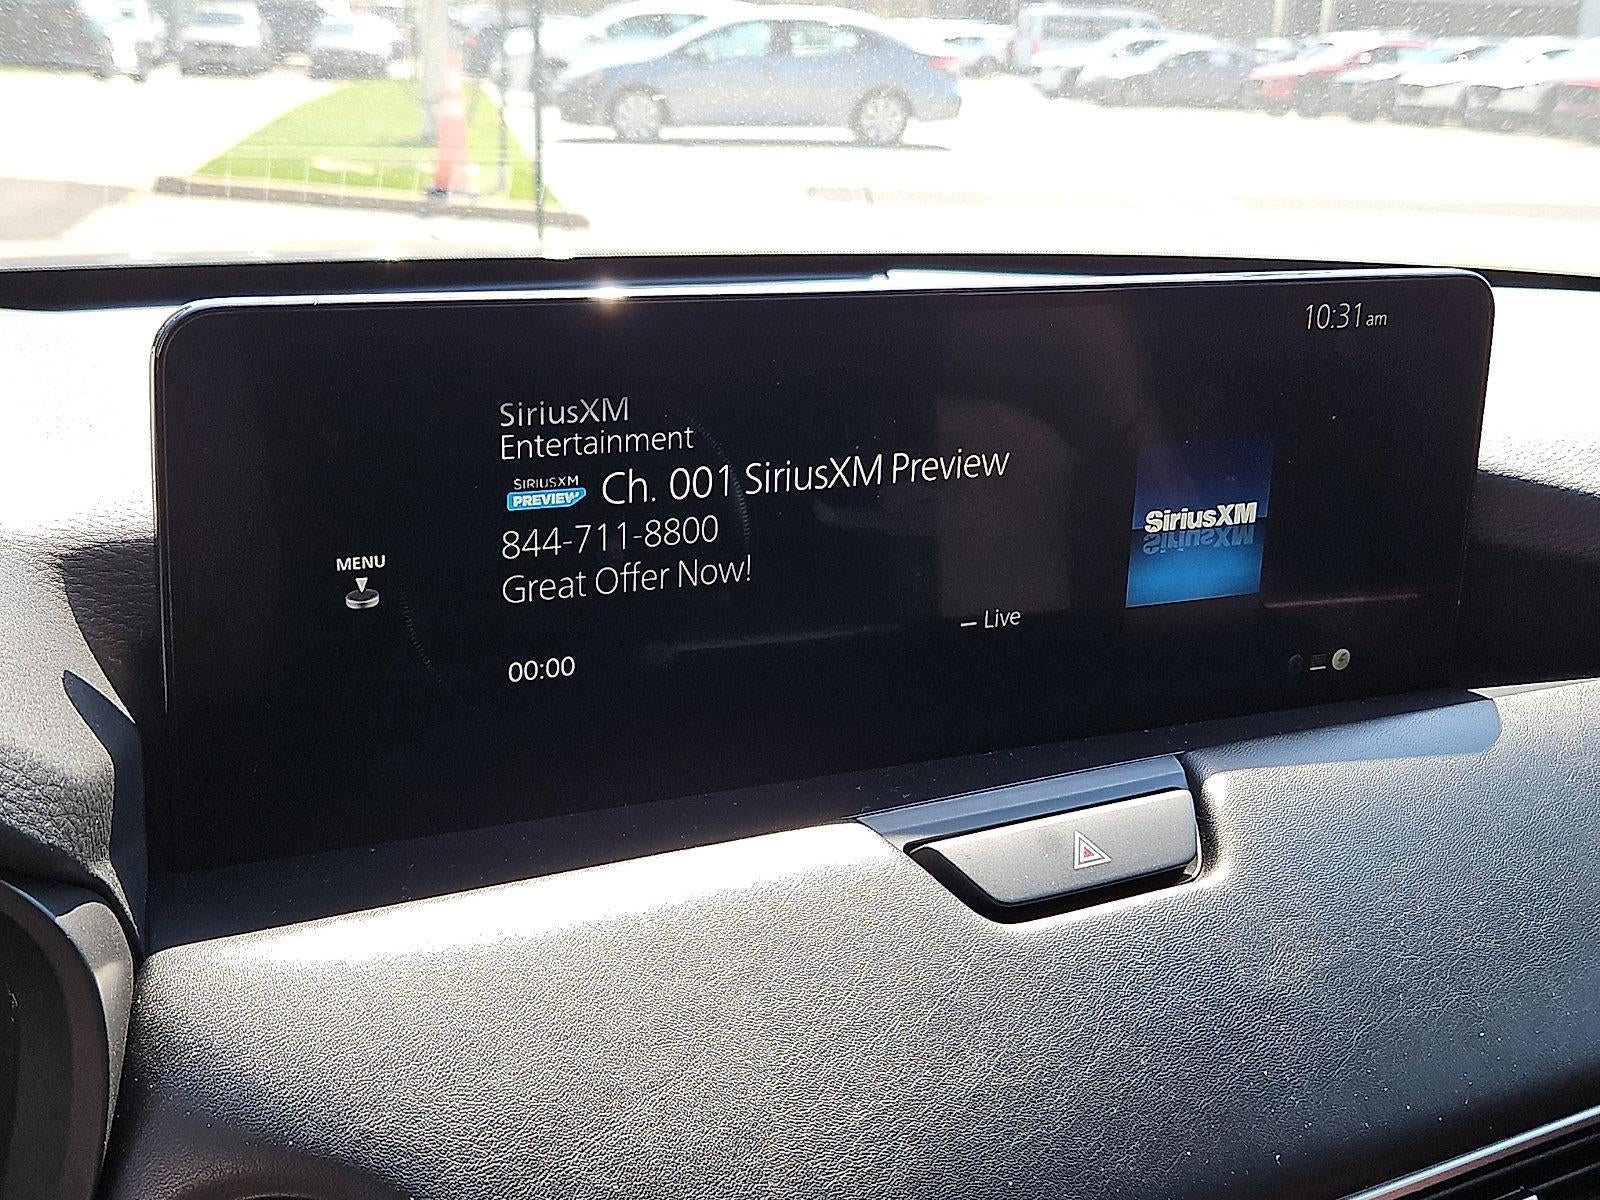 10:31 am
SiriusXM
Entertainment
SIRIUSXM
PREVIEW
Ch. 001 SiriusXM Preview
844-711-8800
Great Offer Now!
SiriusXM
MENU
Live
00:00